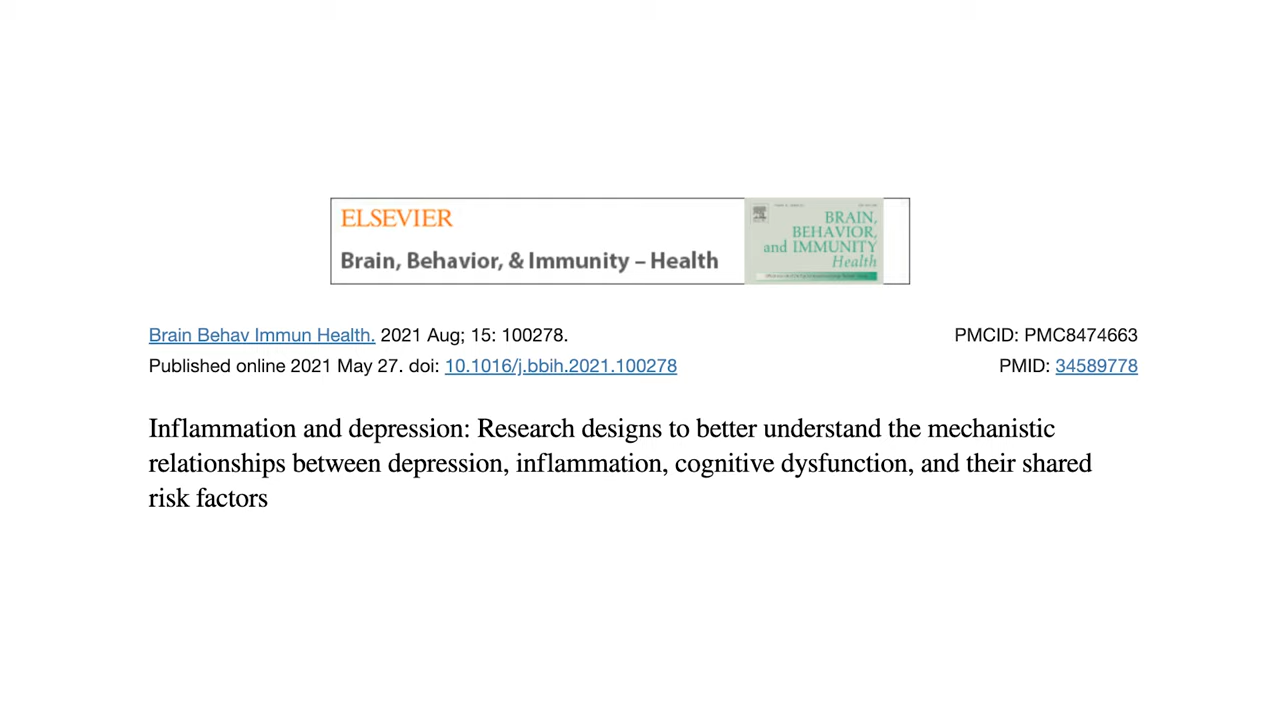 ELSEVIER
Brain, Behavior, & Immunity – Health
BRAIN,
BEHAVIOR,
and IMMUNITY
Health
Brain Behav Immun Health. 2021 Aug; 15: 100278.
PMCID: PMC8474663
Published online 2021 May 27. doi: 10.1016/j.bbih.2021.100278
PMID: 34589778
Inflammation and depression: Research designs to better understand the mechanistic
relationships between depression, inflammation, cognitive dysfunction, and their shared
risk factors